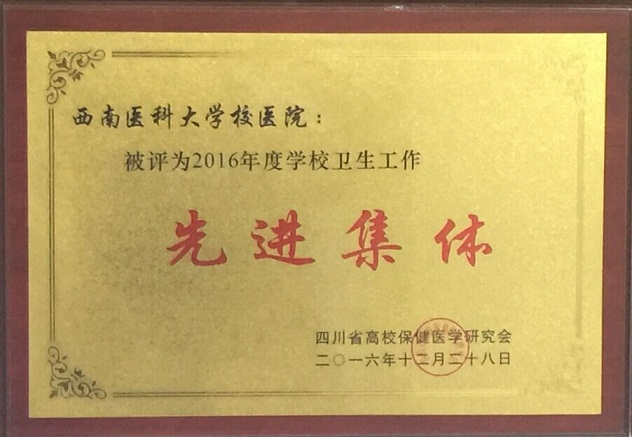 西南医科大学校医院：
被评为2016年度学校卫生工作
先进集体
四川省高校保健医学研究会
二〇一六年十二月二十八日